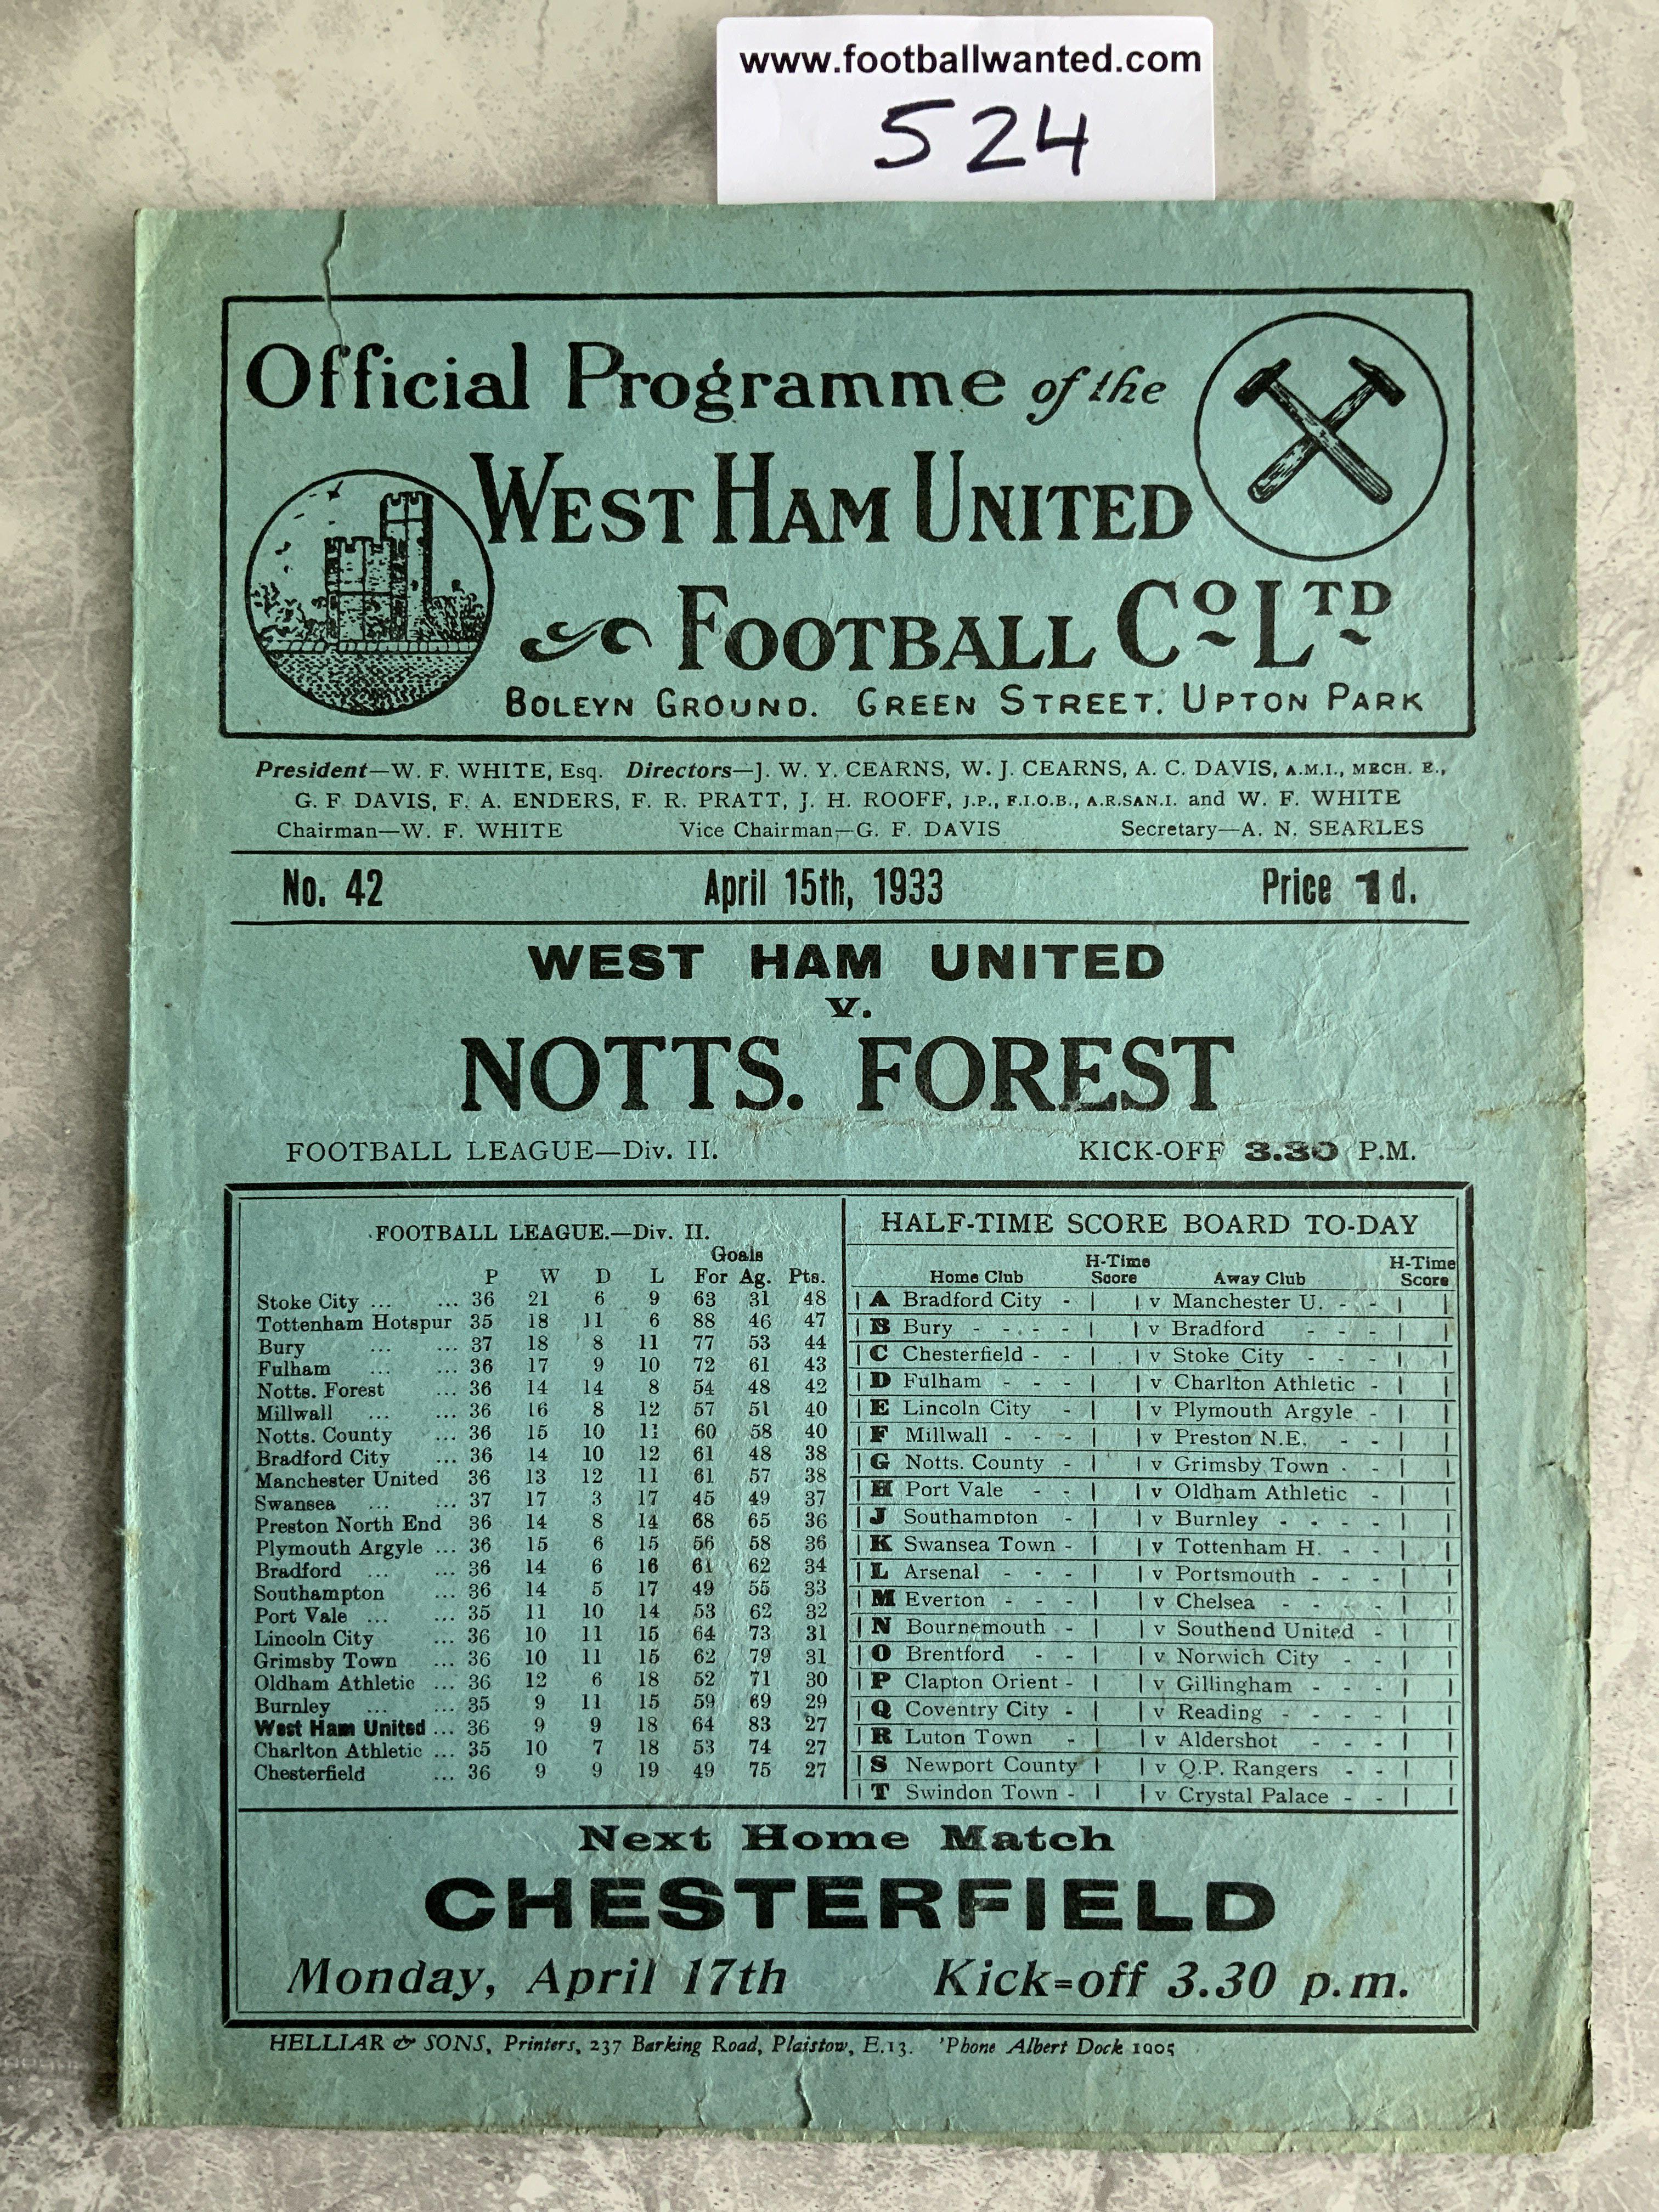 www.footballwanted.com
524
Official Programme of the
WEST HAM UNITED
FOOTBALL CO LTD
BOLEYN GROUND. GREEN STREET. UPTON PARK
President—W. F. WHITE, Esq. Directors—J. W. Y. CEARNS, W. J. CEARNS, A. C. DAVIS, A.M.I., MECH. E.,
G. F DAVIS, F. A. ENDERS, F. R. PRATT, J. H. ROOFF, J.P., F.I.O.B., A.R.SAN.I. and W. F. WHITE
Chairman—W. F. WHITE Vice Chairman—G. F. DAVIS Secretary—A. N. SEARLES
No. 42 April 15th, 1933 Price 1d.
WEST HAM UNITED
v.
NOTTS. FOREST
FOOTBALL LEAGUE—Div. II. KICK-OFF 3.30 P.M.
FOOTBALL LEAGUE.—Div. II.
Goals
P W D L For Ag. Pts.
Stoke City ... ... 36 21 6 9 63 31 48
Tottenham Hotspur 35 18 11 6 88 46 47
Bury ... ... 37 18 8 11 77 53 44
Fulham ... ... 36 17 9 10 72 61 43
Notts. Forest ... 36 14 14 8 54 48 42
Millwall ... ... 36 16 8 12 57 51 40
Notts. County ... 36 15 10 11 60 58 40
Bradford City ... 36 14 10 12 61 48 38
Manchester United 36 13 12 11 61 57 38
Swansea ... ... 37 17 3 17 45 49 37
Preston North End 36 14 8 14 68 65 36
Plymouth Argyle ... 36 15 6 15 56 58 36
Bradford ... ... 36 14 6 16 61 62 34
Southampton ... 36 14 5 17 49 55 33
Port Vale ... ... 35 11 10 14 53 62 32
Lincoln City ... 36 10 11 15 64 73 31
Grimsby Town ... 36 10 11 15 62 79 31
Oldham Athletic ... 36 12 6 18 52 71 30
Burnley ... ... 35 9 11 15 59 69 29
West Ham United ... 36 9 9 18 64 83 27
Charlton Athletic ... 35 10 7 18 53 74 27
Chesterfield ... 36 9 9 19 49 75 27
HALF-TIME SCORE BOARD TO-DAY
Home Club H-Time Score Away Club H-Time Score
A Bradford City - v Manchester U. - -
B Bury - - - - v Bradford - - -
C Chesterfield - - v Stoke City - - -
D Fulham - - - v Charlton Athletic -
E Lincoln City - v Plymouth Argyle -
F Millwall - - - v Preston N.E. - -
G Notts. County - v Grimsby Town - -
H Port Vale - - v Oldham Athletic -
J Southampton - v Burnley - - - -
K Swansea Town - v Tottenham H. - -
L Arsenal - - - v Portsmouth - - -
M Everton - - - v Chelsea - - - -
N Bournemouth - v Southend United -
O Brentford - - v Norwich City - -
P Clapton Orient - v Gillingham - - -
Q Coventry City - v Reading - - - -
R Luton Town - v Aldershot - - -
S Newport County v Q.P. Rangers - -
T Swindon Town - v Crystal Palace - -
Next Home Match
CHESTERFIELD
Monday, April 17th Kick=off 3.30 p.m.
HELLIAR & SONS, Printers, 237 Barking Road, Plaistow, E.13. 'Phone Albert Dock 1905